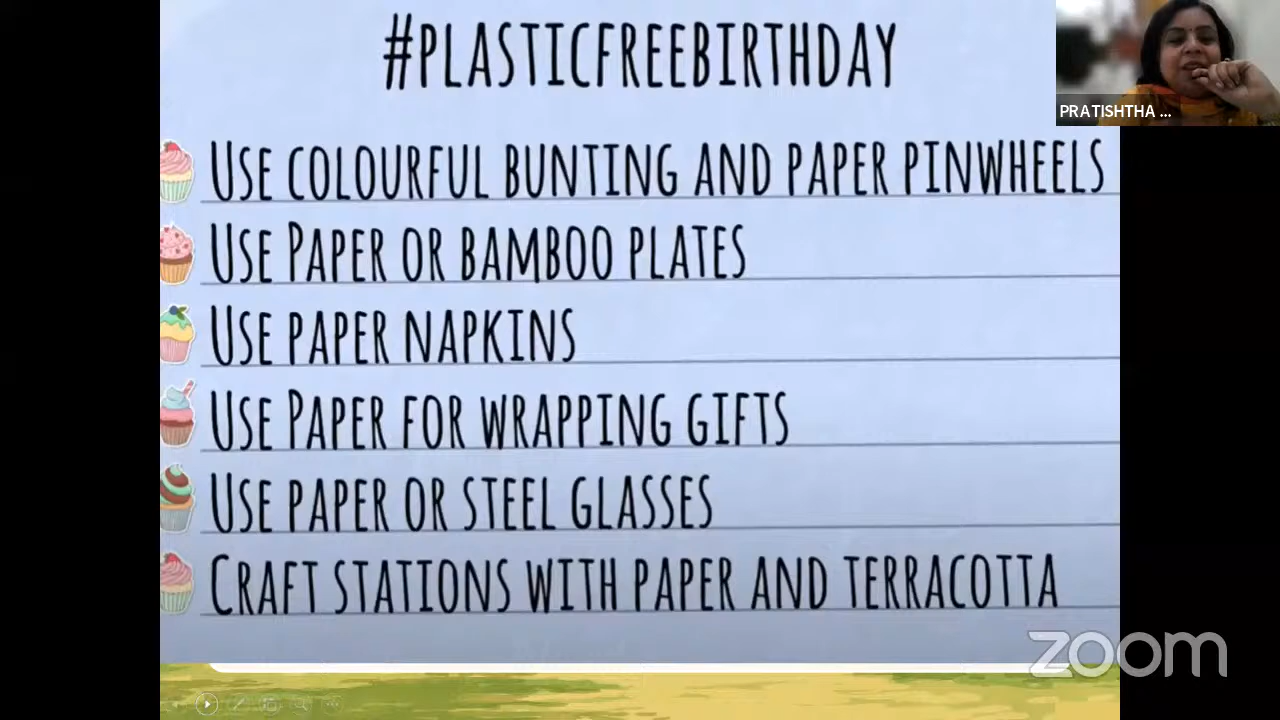 #PLASTICFREEBIRTHDAY
PRATISHTHA ...
USE COLOURFUL BUNTING AND PAPER PINWHEELS
USE PAPER OR BAMBOO PLATES
USE PAPER NAPKINS
USE PAPER FOR WRAPPING GIFTS
USE PAPER OR STEEL GLASSES
CRAFT STATIONS WITH PAPER AND TERRACOTTA
zoom